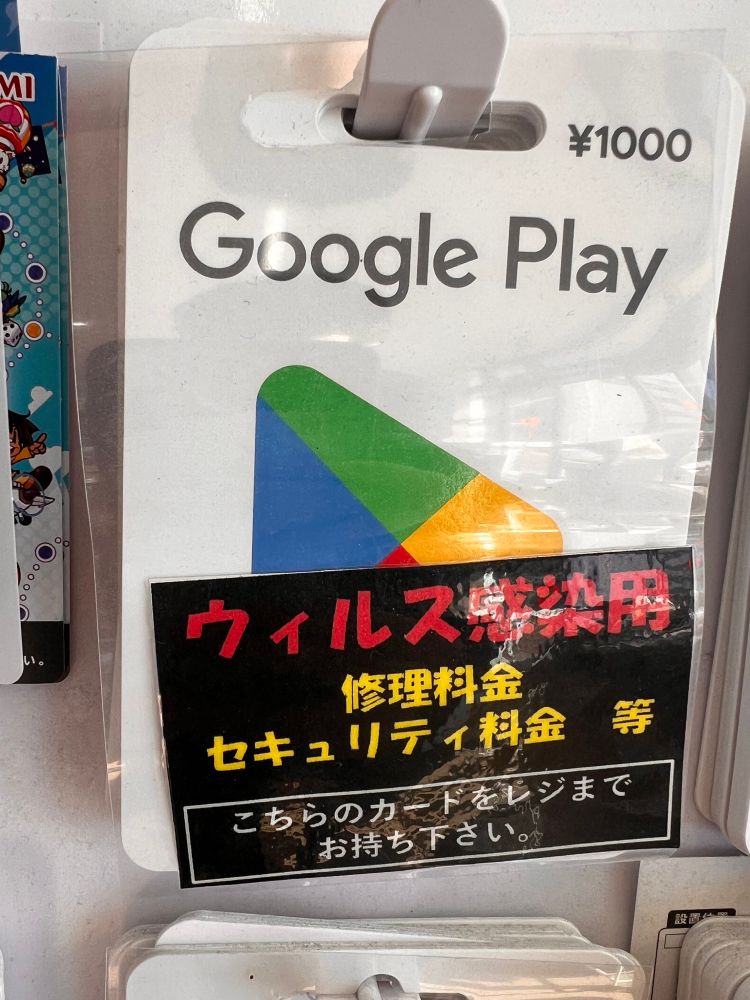 MI
¥1000
Google Play
ウィルス感染用
修理料金
セキュリティ料金 等
こちらのカードをレジまで
お持ち下さい。
い。